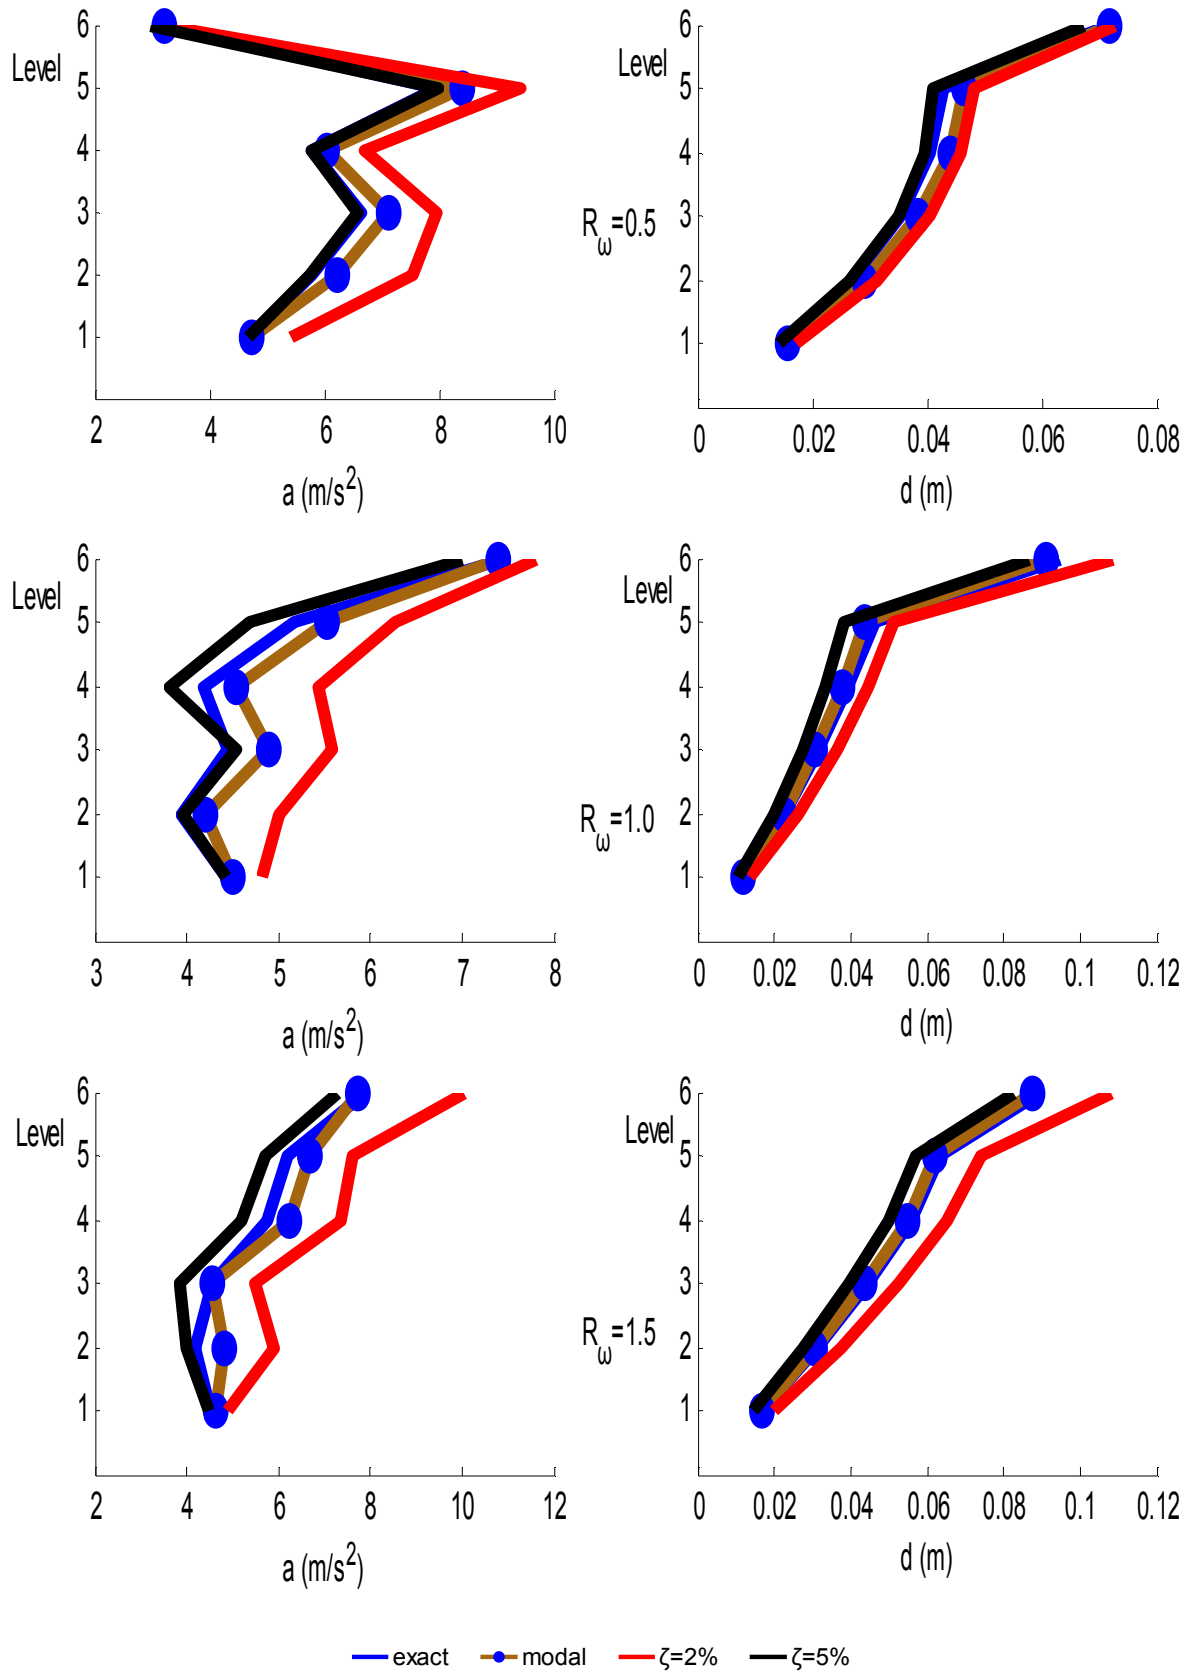 6
5
4
3
2
1
Level
2 4 6 8 10
a (m/s²)
R_ω=0.5
6
5
4
3
2
1
Level
0 0.02 0.04 0.06 0.08
d (m)
6
5
4
3
2
1
Level
3 4 5 6 7 8
a (m/s²)
R_ω=1.0
6
5
4
3
2
1
Level
0 0.02 0.04 0.06 0.08 0.1 0.12
d (m)
6
5
4
3
2
1
Level
2 4 6 8 10 12
a (m/s²)
R_ω=1.5
6
5
4
3
2
1
Level
0 0.02 0.04 0.06 0.08 0.1 0.12
d (m)
exact modal ζ=2% ζ=5%